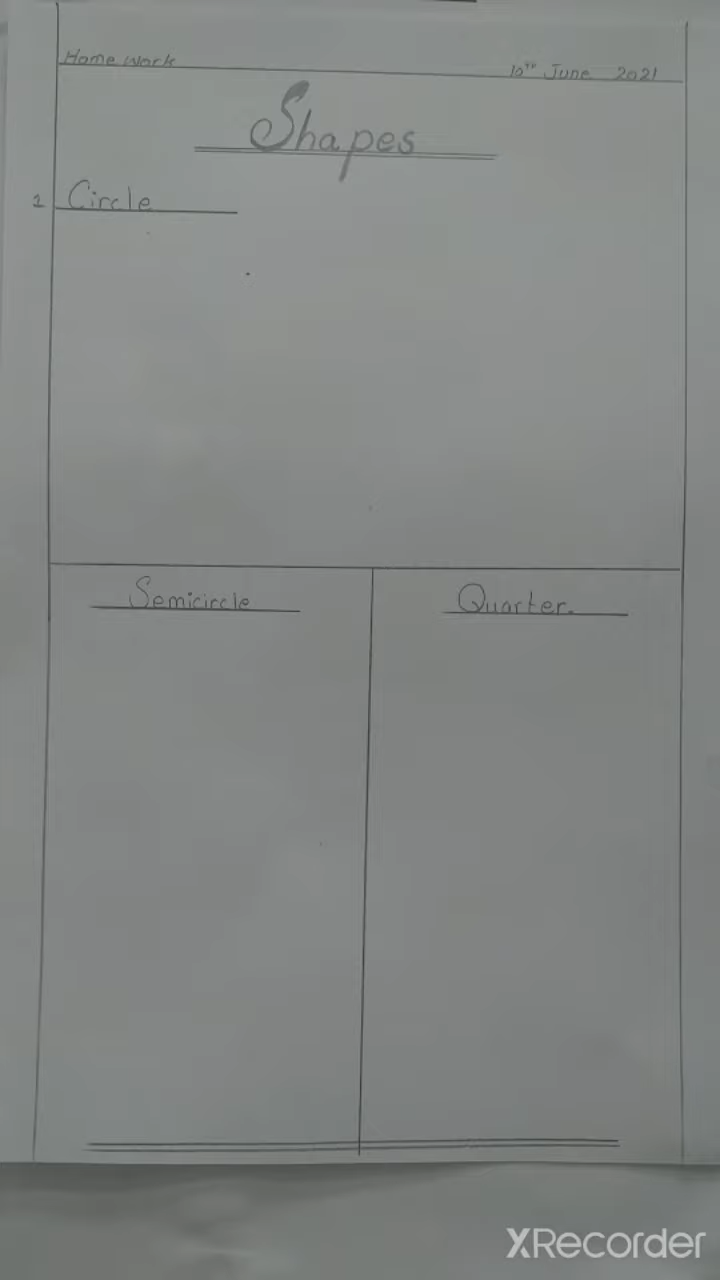 Home work
10th June 2021
Shapes
1 Circle
Semicircle
Quarter.
XRecorder